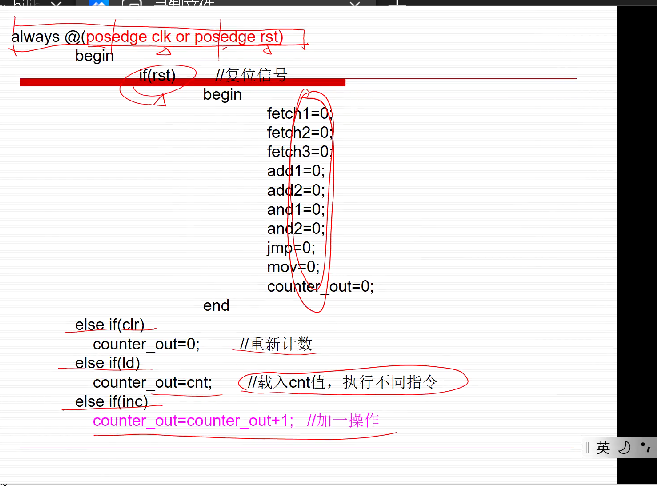 always @(posedge clk or posedge rst)
begin
if(rst) //复位信号
begin
fetch1=0;
fetch2=0;
fetch3=0;
add1=0;
add2=0;
and1=0;
and2=0;
jmp=0;
mov=0;
counter_out=0;
end
else if(clr)
counter_out=0; //重新计数
else if(ld)
counter_out=cnt; //载入cnt值，执行不同指令
else if(inc)
counter_out=counter_out+1; //加一操作
英